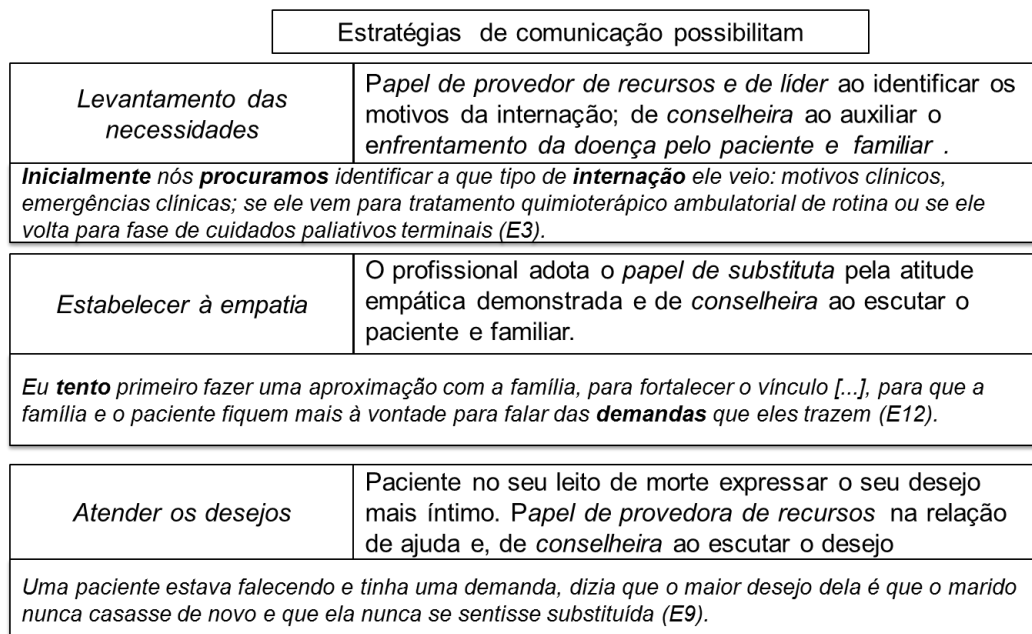 Estratégias de comunicação possibilitam
Levantamento das
necessidades
Papel de provedor de recursos e de líder ao identificar os
motivos da internação; de conselheira ao auxiliar o
enfrentamento da doença pelo paciente e familiar .
Inicialmente nós procuramos identificar a que tipo de internação ele veio: motivos clínicos,
emergências clínicas; se ele vem para tratamento quimioterápico ambulatorial de rotina ou se ele
volta para fase de cuidados paliativos terminais (E3).
Estabelecer à empatia
O profissional adota o papel de substituta pela atitude
empática demonstrada e de conselheira ao escutar o
paciente e familiar.
Eu tento primeiro fazer uma aproximação com a família, para fortalecer o vínculo [...], para que a
família e o paciente fiquem mais à vontade para falar das demandas que eles trazem (E12).
Atender os desejos
Paciente no seu leito de morte expressar o seu desejo
mais íntimo. Papel de provedora de recursos na relação
de ajuda e, de conselheira ao escutar o desejo
Uma paciente estava falecendo e tinha uma demanda, dizia que o maior desejo dela é que o marido
nunca casasse de novo e que ela nunca se sentisse substituída (E9).